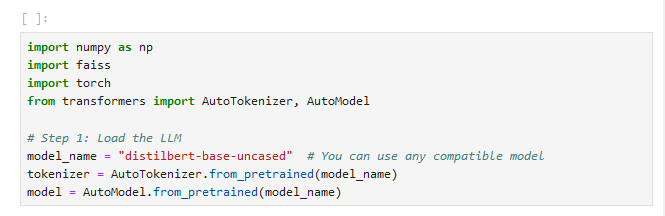 [ ]:
import numpy as np
import faiss
import torch
from transformers import AutoTokenizer, AutoModel
# Step 1: Load the LLM
model_name = "distilbert-base-uncased"  # You can use any compatible model
tokenizer = AutoTokenizer.from_pretrained(model_name)
model = AutoModel.from_pretrained(model_name)